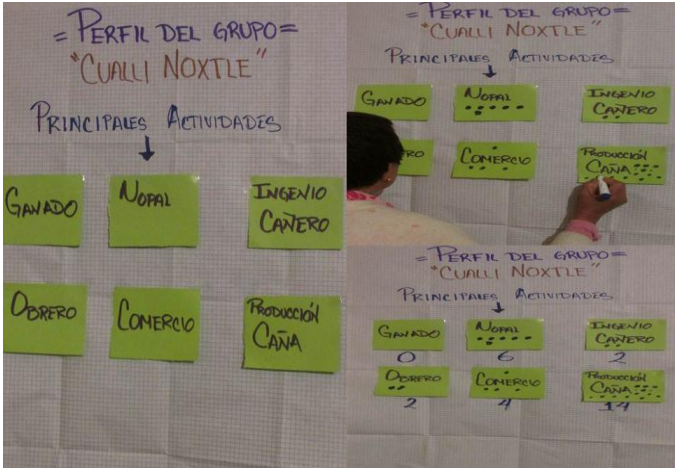 = PERFIL DEL GRUPO =
"CUALLI NOXTLE"
PRINCIPALES ACTIVIDADES
GANADO
NOPAL
INGENIO
CAÑERO
OBRERO
COMERCIO
PRODUCCIÓN
CAÑA
= PERFIL DEL GRUPO =
"CUALLI NOXTLE"
PRINCIPALES ACTIVIDADES
GANADO
NOPAL
INGENIO
CAÑERO
RO
COMERCIO
PRODUCCIÓN
CAÑA
= PERFIL DEL GRUPO =
"CUALLI NOXTLE"
PRINCIPALES ACTIVIDADES
GANADO
NOPAL
INGENIO
CAÑERO
0 6 2
OBRERO
COMERCIO
PRODUCCIÓN
CAÑA
2 4 14